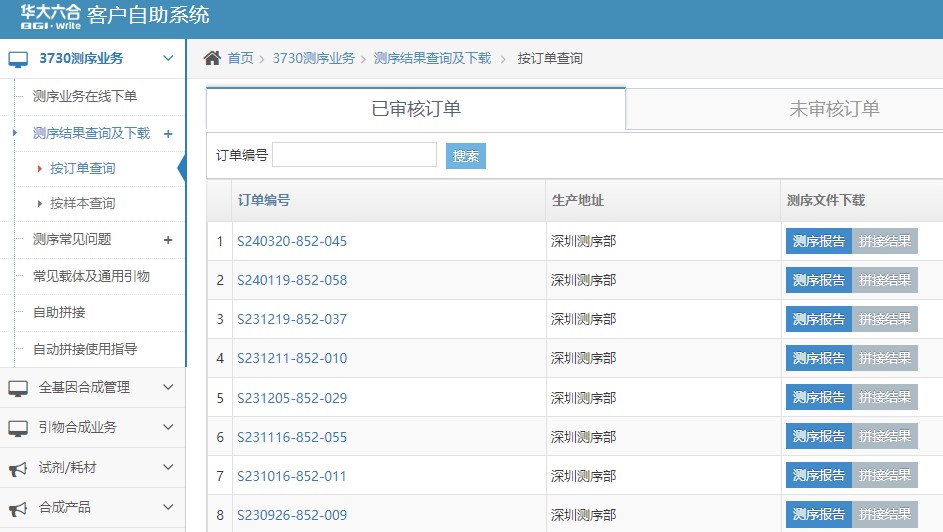 华大六合 客户自助系统
BGI·Write
3730测序业务
测序业务在线下单
测序结果查询及下载 +
按订单查询
按样本查询
测序常见问题 +
常见载体及通用引物
自助拼接
自动拼接使用指导
全基因合成管理
引物合成业务
试剂/耗材
合成产品
首页 > 3730测序业务 > 测序结果查询及下载 > 按订单查询
已审核订单 未审核订单
订单编号 搜索
订单编号 生产地址 测序文件下载
1 S240320-852-045 深圳测序部 测序报告 拼接结果
2 S240119-852-058 深圳测序部 测序报告 拼接结果
3 S231219-852-037 深圳测序部 测序报告 拼接结果
4 S231211-852-010 深圳测序部 测序报告 拼接结果
5 S231205-852-029 深圳测序部 测序报告 拼接结果
6 S231116-852-055 深圳测序部 测序报告 拼接结果
7 S231016-852-011 深圳测序部 测序报告 拼接结果
8 S230926-852-009 深圳测序部 测序报告 拼接结果